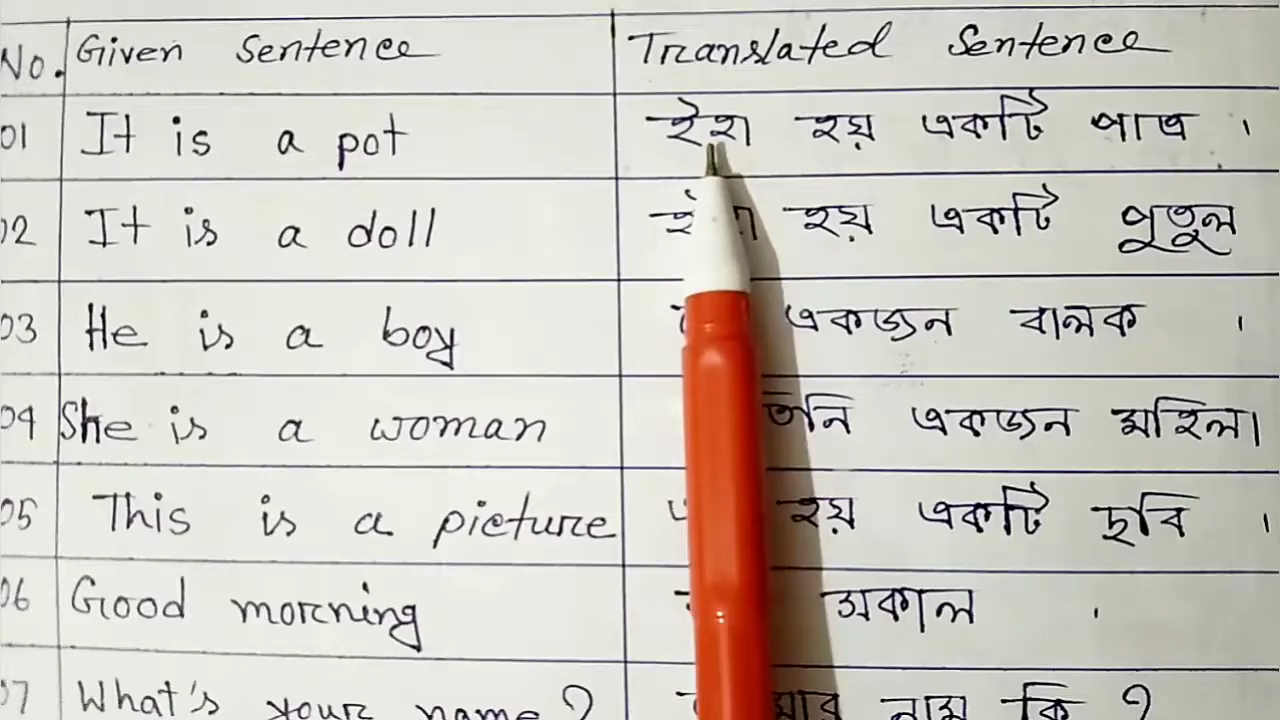 No. Given Sentence Translated Sentence
01 It is a pot ইহা হয় একটি পাত্র ।
02 It is a doll হয় একটি পুতুল
03 He is a boy একজন বালক ।
04 She is a woman তিনি একজন মহিলা
05 This is a picture হয় একটি ছবি ।
06 Good morning সকাল ।
07 What's your name? নাম কি ?